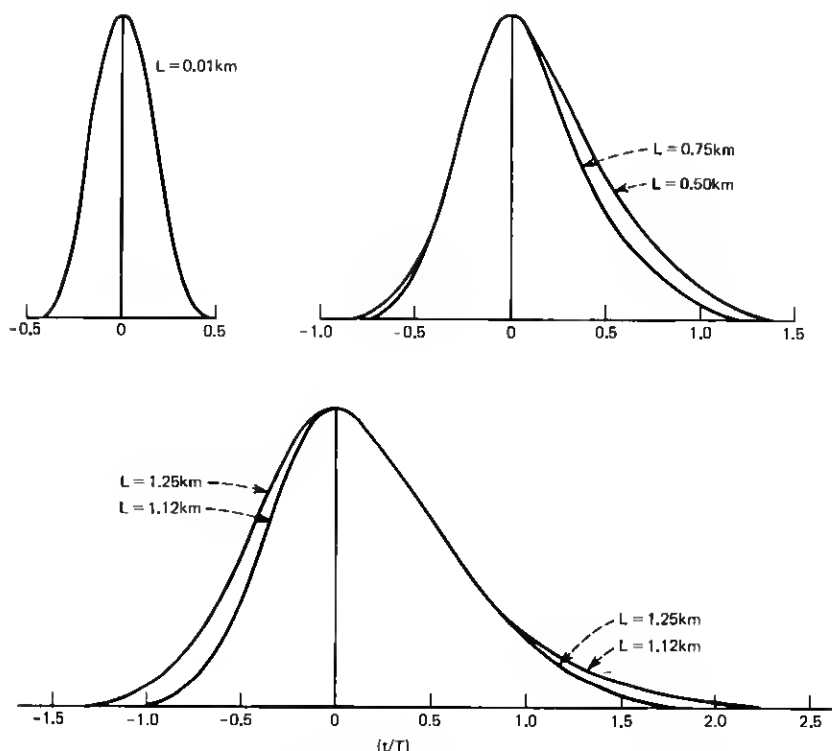 L = 0.01km
-0.5 0 0.5
L = 0.75km
L = 0.50km
-1.0 -0.5 0 0.5 1.0 1.5
L = 1.25km
L = 1.12km
L = 1.25km
L = 1.12km
-1.5 -1.0 -0.5 0 0.5 1.0 1.5 2.0 2.5
(t/T)